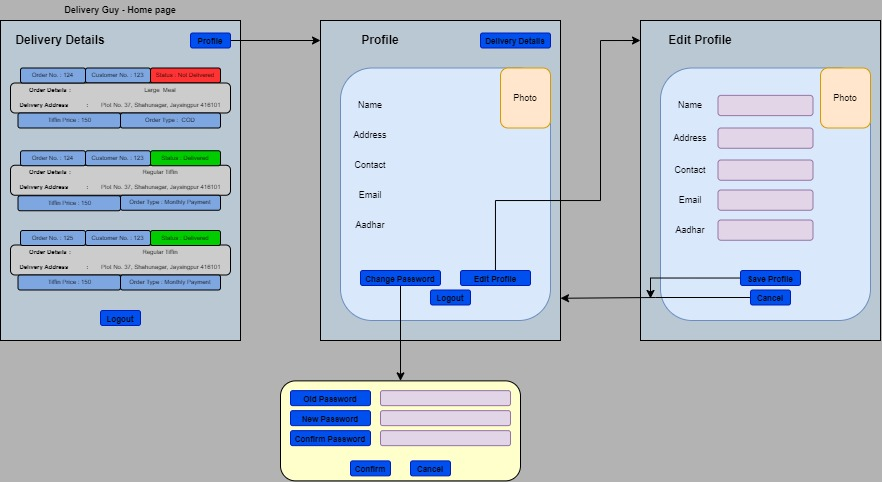 Delivery Guy - Home page
Delivery Details
Profile
Order No. : 124
Customer No. : 123
Status : Not Delivered
Order Details :
Large Meal
Delivery Address :
Plot No. 37, Shahunagar, Jaysingpur 416101
Tiffin Price : 150
Order Type : COD
Order No. : 124
Customer No. : 123
Status : Delivered
Order Details :
Regular Tiffin
Delivery Address :
Plot No. 37, Shahunagar, Jaysingpur 416101
Tiffin Price : 150
Order Type : Monthly Payment
Order No. : 125
Customer No. : 123
Status : Delivered
Order Details :
Regular Tiffin
Delivery Address :
Plot No. 37, Shahunagar, Jaysingpur 416101
Tiffin Price : 150
Order Type : Monthly Payment
Logout
Profile
Delivery Details
Photo
Name
Address
Contact
Email
Aadhar
Change Password
Edit Profile
Logout
Edit Profile
Photo
Name
Address
Contact
Email
Aadhar
Save Profile
Cancel
Old Password
New Password
Confirm Password
Confirm
Cancel